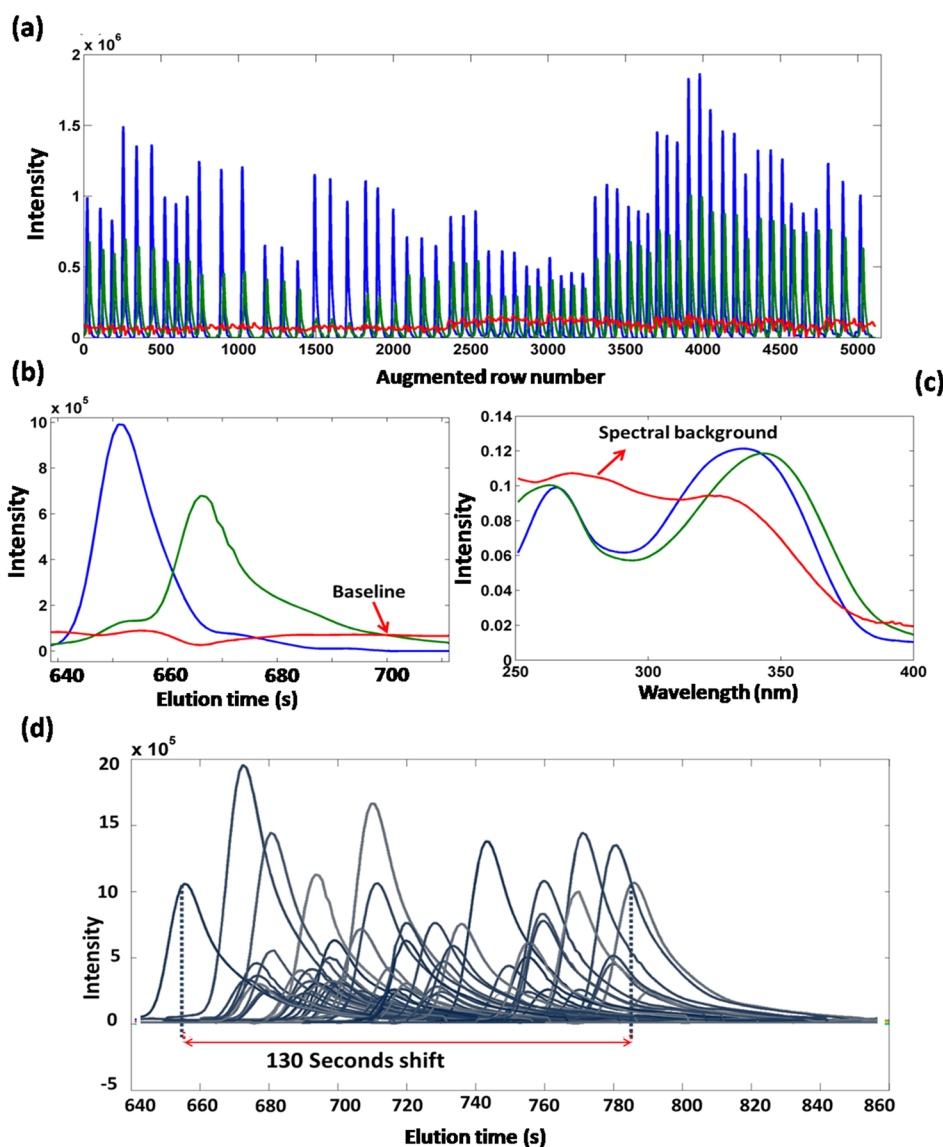 (a)
x 10^6
2
1.5
1
0.5
0
Intensity
0 500 1000 1500 2000 2500 3000 3500 4000 4500 5000
Augmented row number
(b)
x 10^5
10
8
6
4
2
0
Intensity
Baseline
640 660 680 700
Elution time (s)
(c)
0.14
0.12
0.1
0.08
0.06
0.04
0.02
0
Intensity
Spectral background
250 300 350 400
Wavelength (nm)
(d)
x 10^5
20
15
10
5
0
-5
Intensity
130 Seconds shift
640 660 680 700 720 740 760 780 800 820 840 860
Elution time (s)